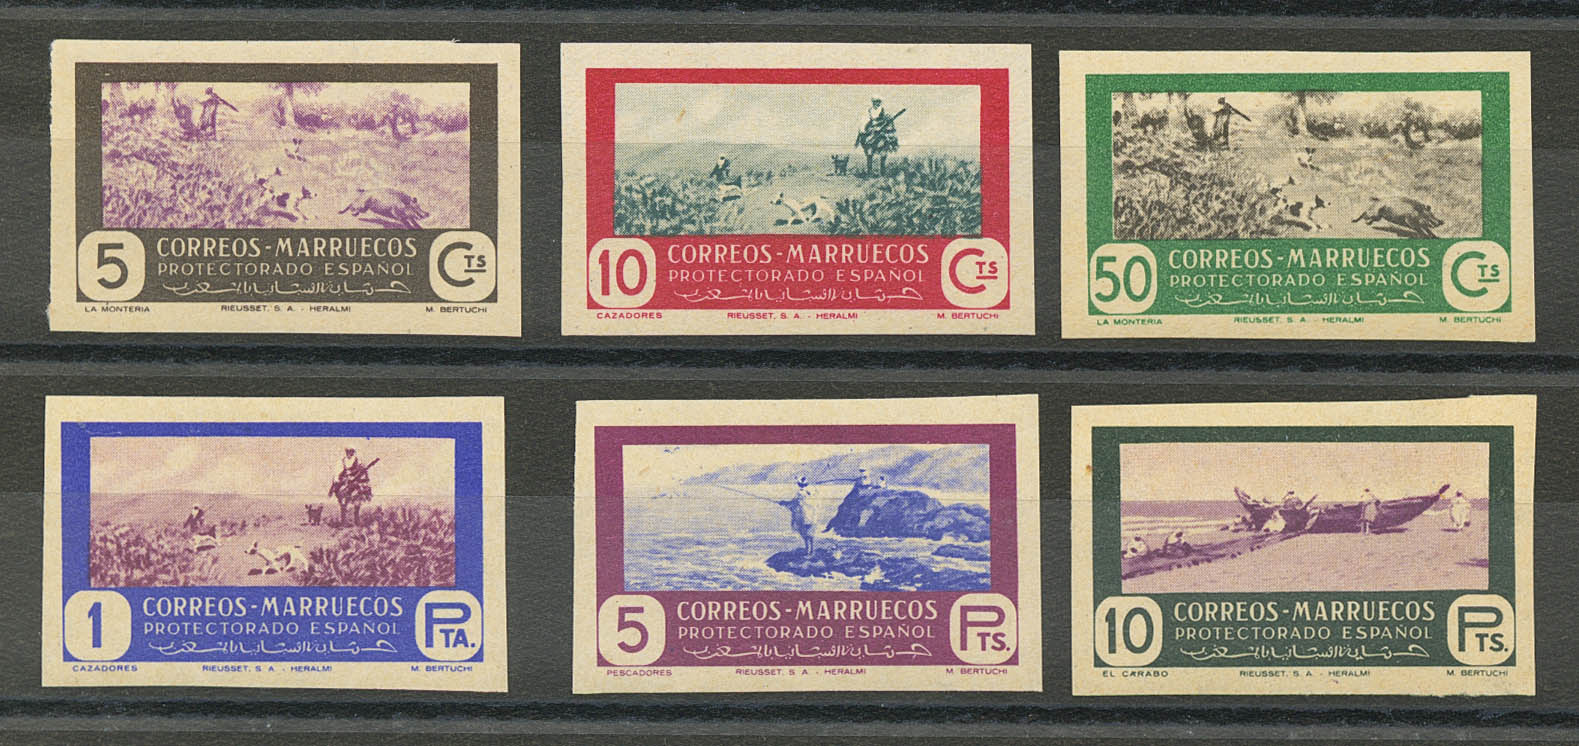 CORREOS-MARRUECOS
5 PROTECTORADO ESPAÑOL CTS
LA MONTERIA RIEUSSET, S. A. - HERALMI M. BERTUCHI
CORREOS-MARRUECOS
10 PROTECTORADO ESPAÑOL CTS
CAZADORES RIEUSSET, S. A. - HERALMI M. BERTUCHI
CORREOS-MARRUECOS
50 PROTECTORADO ESPAÑOL CTS
LA MONTERIA RIEUSSET, S. A. - HERALMI M. BERTUCHI
CORREOS-MARRUECOS
1 PROTECTORADO ESPAÑOL PTA.
CAZADORES RIEUSSET, S. A. - HERALMI M. BERTUCHI
CORREOS-MARRUECOS
5 PROTECTORADO ESPAÑOL PTS.
PESCADORES RIEUSSET, S. A. - HERALMI M. BERTUCHI
CORREOS-MARRUECOS
10 PROTECTORADO ESPAÑOL PTS.
EL CARABO RIEUSSET, S. A. - HERALMI M. BERTUCHI